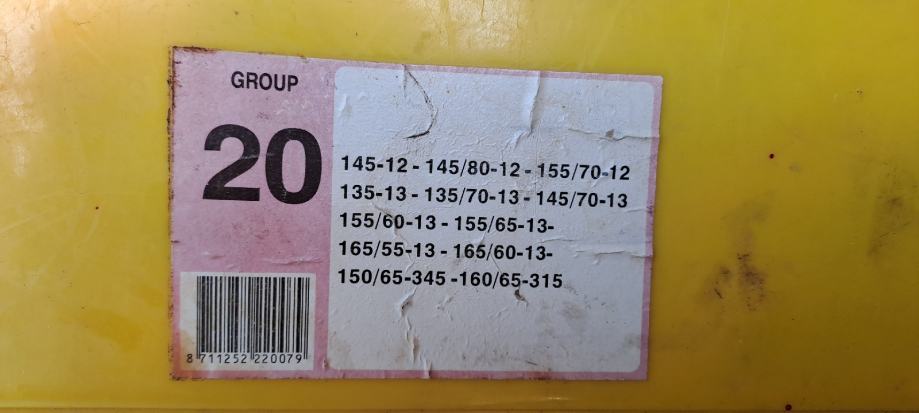 GROUP
20
145-12 - 145/80-12 - 155/70-12
135-13 - 135/70-13 - 145/70-13
155/60-13 - 155/65-13-
165/55-13 - 165/60-13-
150/65-345 -160/65-315
8 711252 220079